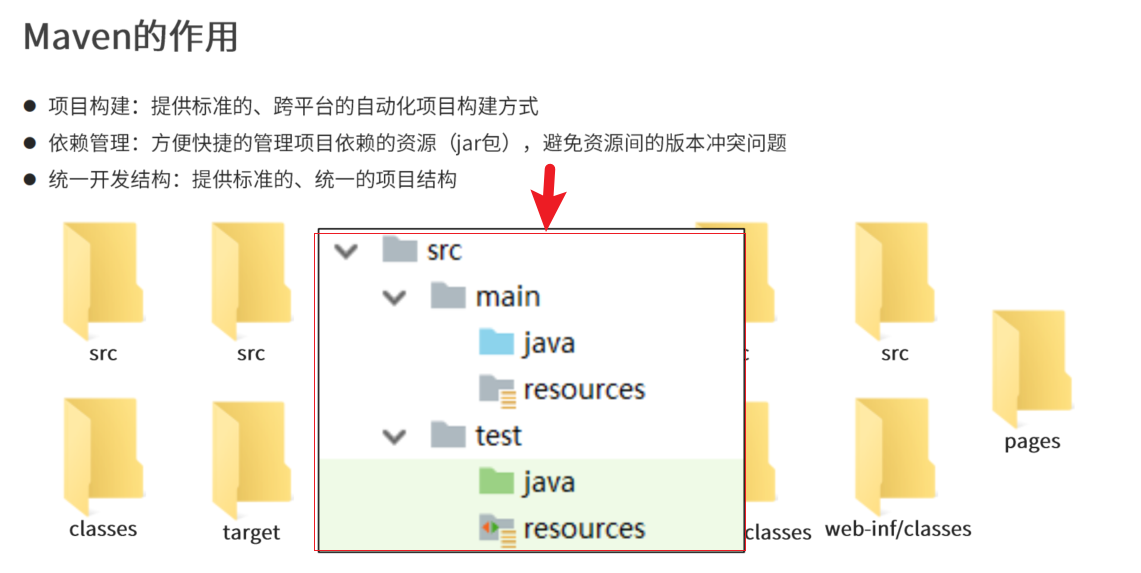 Maven的作用
● 项目构建：提供标准的、跨平台的自动化项目构建方式
● 依赖管理：方便快捷的管理项目依赖的资源（jar包），避免资源间的版本冲突问题
● 统一开发结构：提供标准的、统一的项目结构
src
main
java
resources
test
java
resources
src
src
c
src
pages
classes
target
classes
web-inf/classes